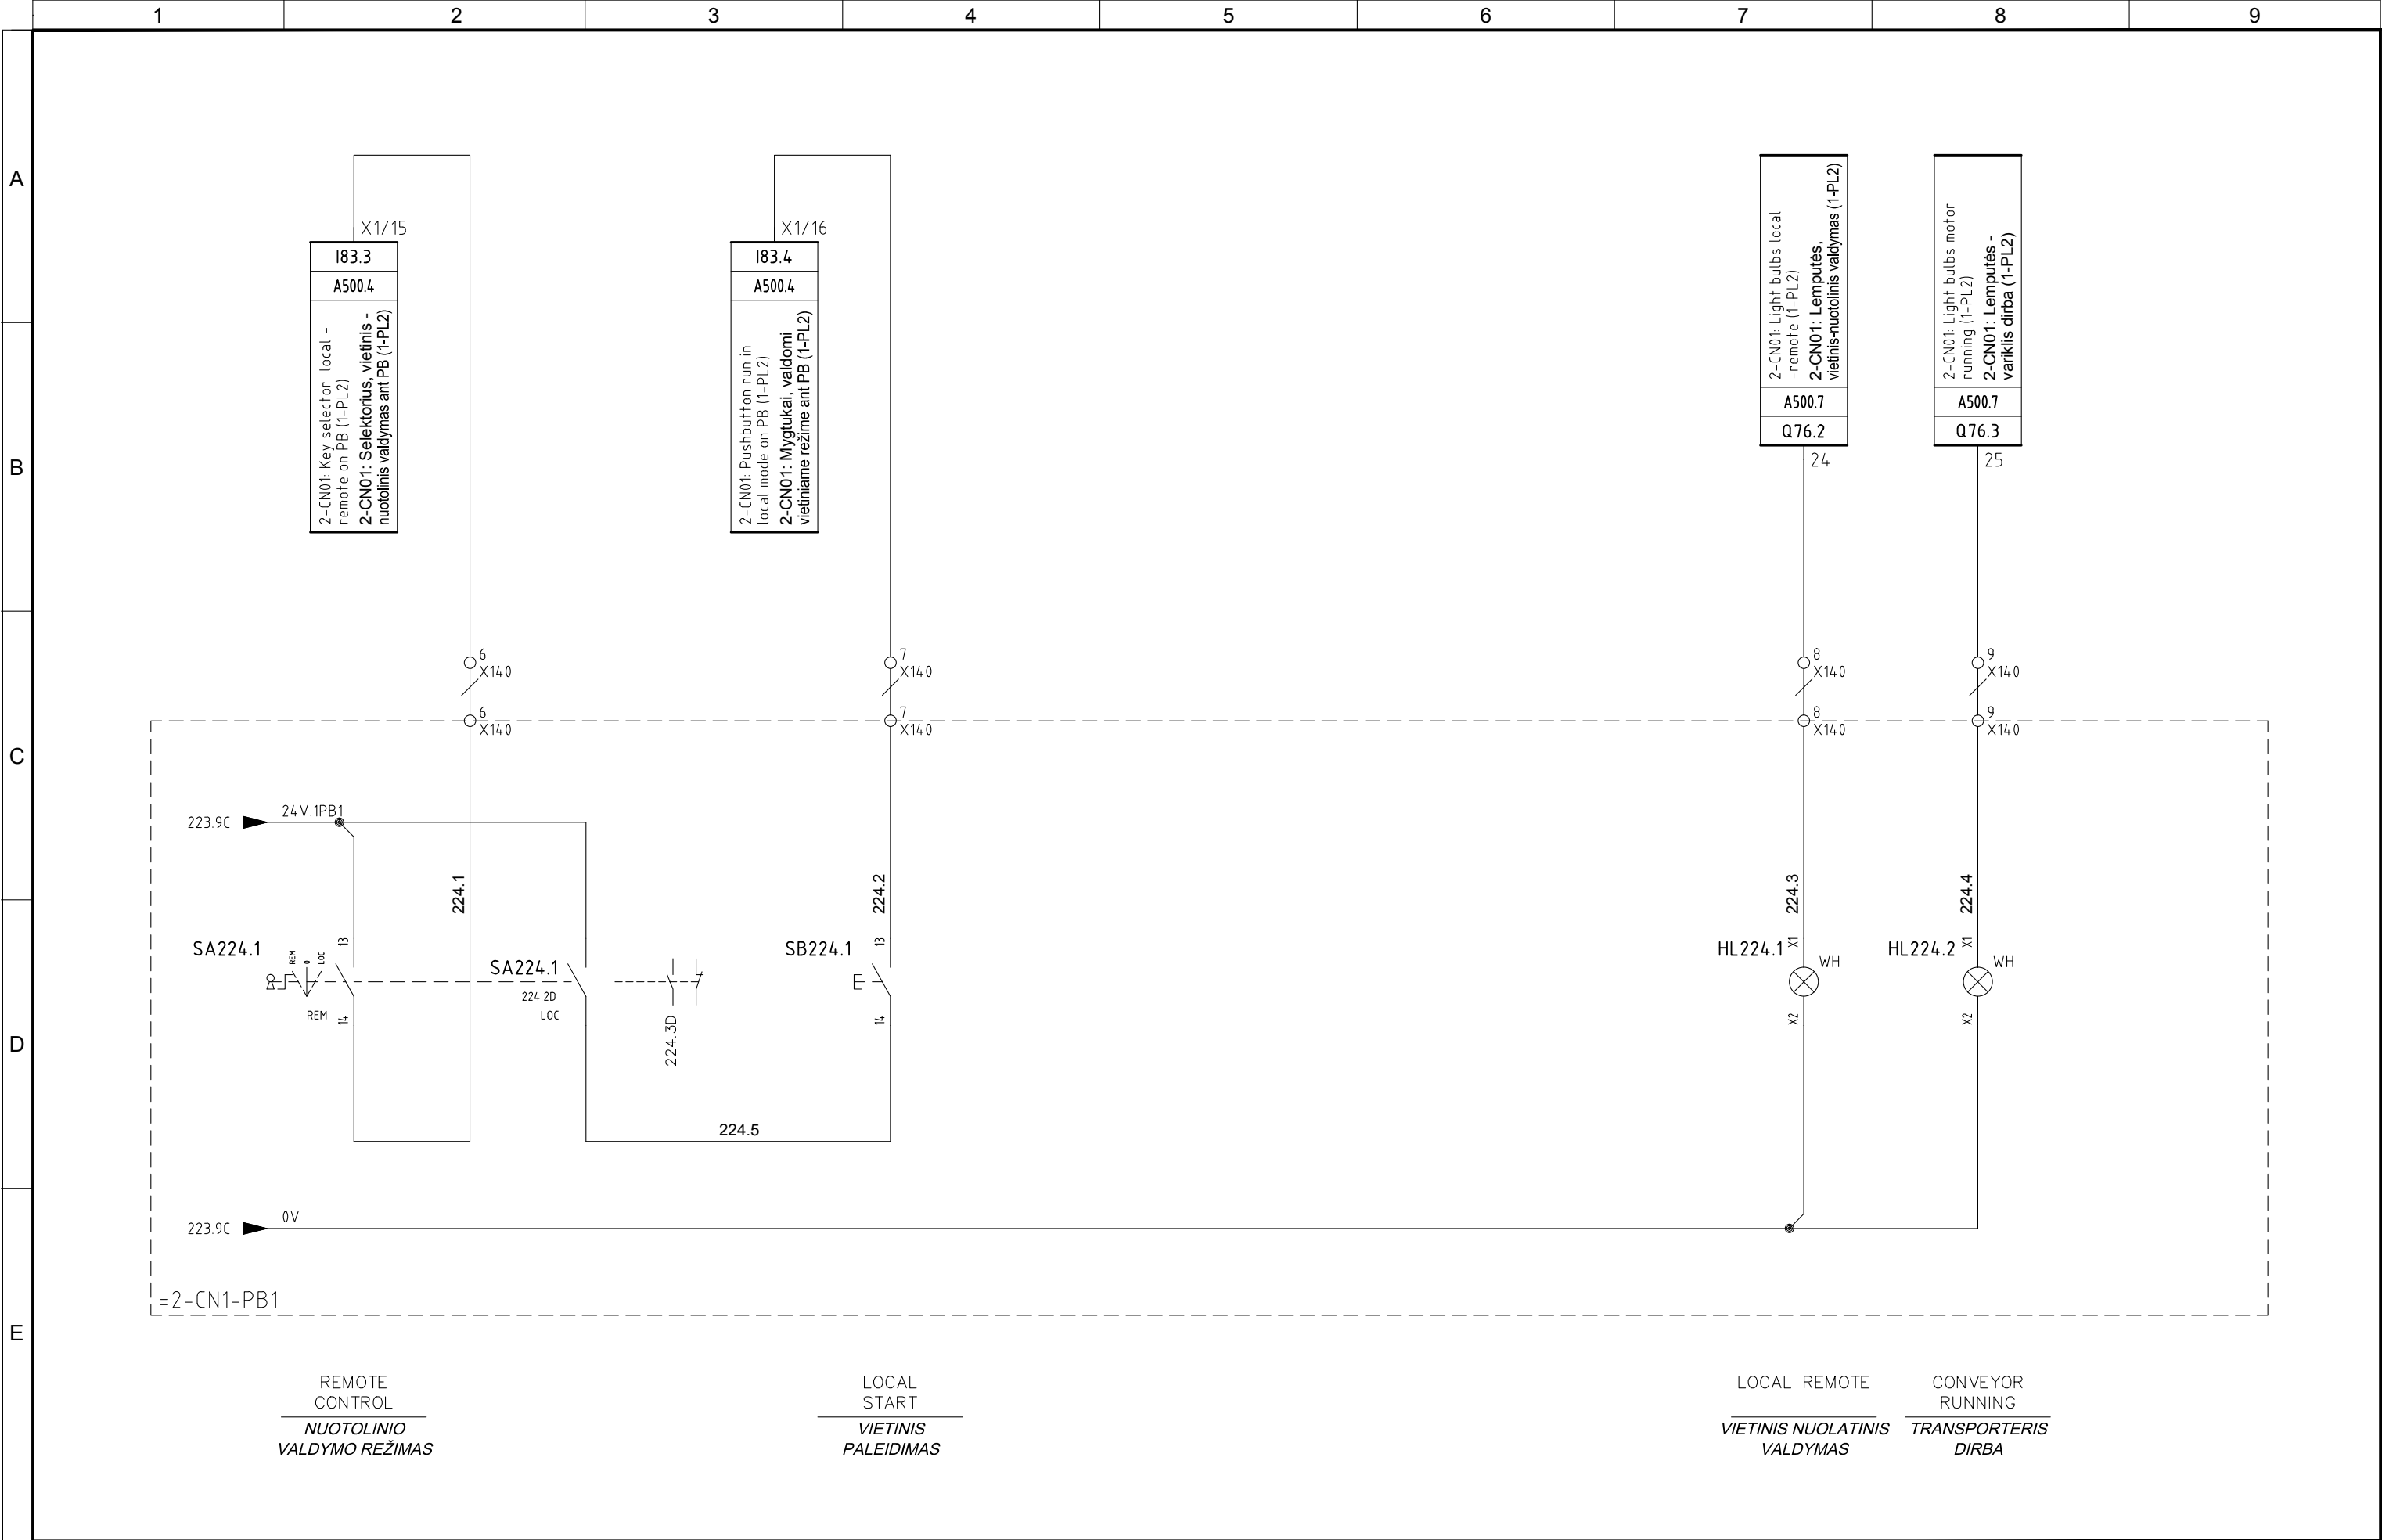 1 2 3 4 5 6 7 8 9
A
B
C
D
E
X1/15
I83.3
A500.4
2-CN01: Key selector local -
remote on PB (1-PL2)
2-CN01: Selektorius, vietinis -
nuotolinis valdymas ant PB (1-PL2)
X1/16
I83.4
A500.4
2-CN01: Pushbutton run in
local mode on PB (1-PL2)
2-CN01: Mygtukai, valdomi
vietiniame režime ant PB (1-PL2)
2-CN01: Light bulbs local
-remote (1-PL2)
2-CN01: Lemputės,
vietinis-nuotolinis valdymas (1-PL2)
A500.7
Q76.2
24
2-CN01: Light bulbs motor
running (1-PL2)
2-CN01: Lemputės -
variklis dirba (1-PL2)
A500.7
Q76.3
25
6
X140
6
X140
7
X140
7
X140
8
X140
8
X140
9
X140
9
X140
223.9C
24V.1PB1
224.1
224.2
224.3
224.4
SA224.1
REM
0
LOC
13
REM
14
SA224.1
224.2D
LOC
224.3D
SB224.1
13
14
HL224.1
X1
WH
X2
HL224.2
X1
WH
X2
224.5
223.9C
0V
=2-CN1-PB1
REMOTE
CONTROL
NUOTOLINIO
VALDYMO REŽIMAS
LOCAL
START
VIETINIS
PALEIDIMAS
LOCAL REMOTE
VIETINIS NUOLATINIS
VALDYMAS
CONVEYOR
RUNNING
TRANSPORTERIS
DIRBA